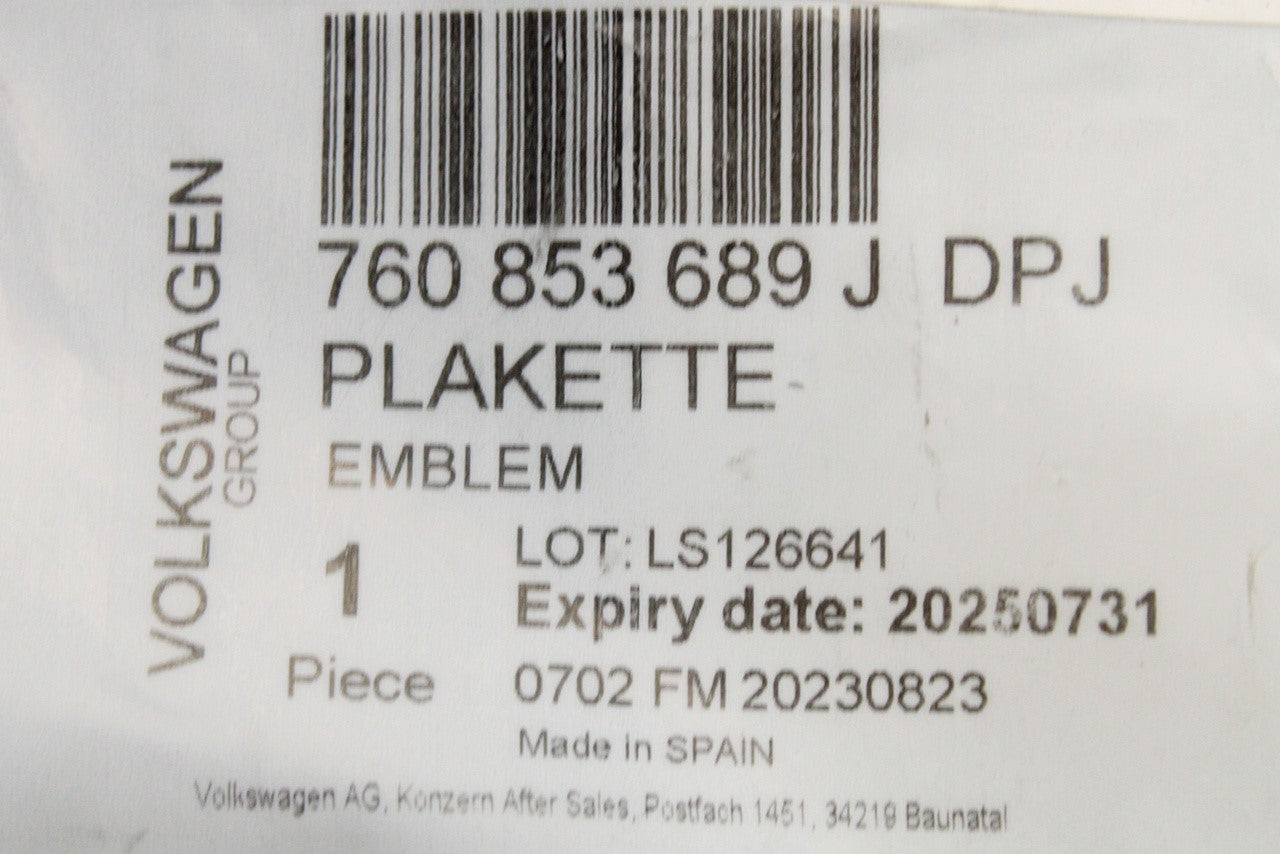 VOLKSWAGEN
GROUP
760 853 689 J DPJ
PLAKETTE
EMBLEM
1
Piece
LOT: LS126641
Expiry date: 20250731
0702 FM 20230823
Made in SPAIN
Volkswagen AG, Konzern After Sales, Postfach 1451, 34219 Baunatal